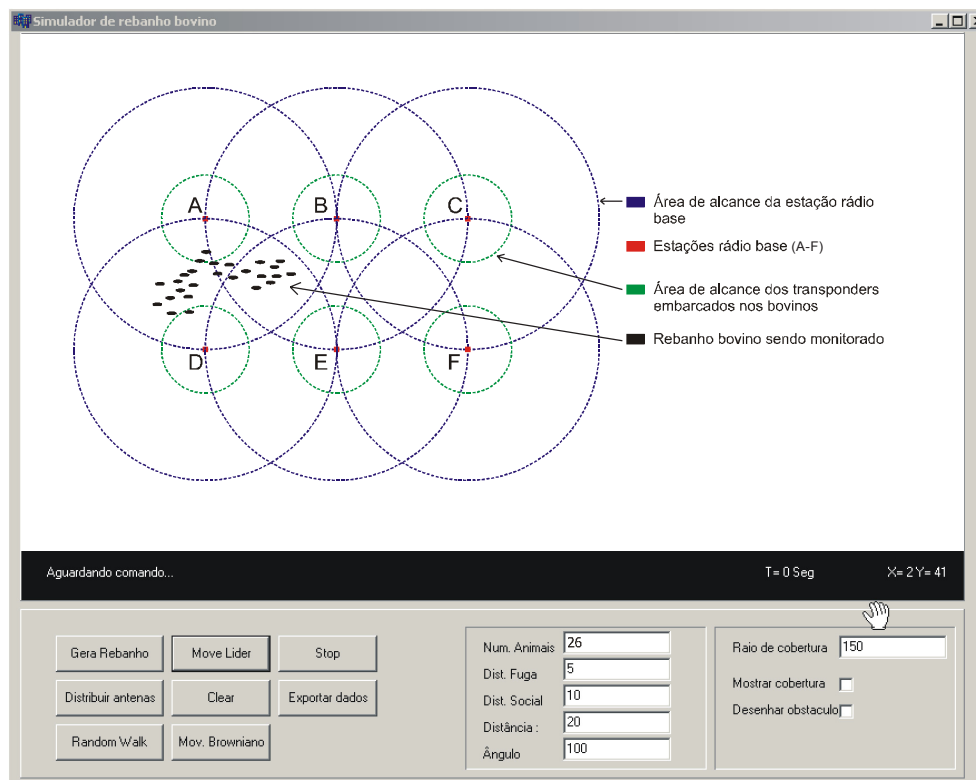 Simulador de rebanho bovino
A
B
C
D
E
F
Área de alcance da estação rádio
base
Estações rádio base (A-F)
Área de alcance dos transponders
embarcados nos bovinos
Rebanho bovino sendo monitorado
Aguardando comando...
T= 0 Seg
X= 2 Y= 41
Gera Rebanho
Move Lider
Stop
Distribuir antenas
Clear
Exportar dados
Random Walk
Mov. Browniano
Num. Animais 26
Dist. Fuga 5
Dist. Social 10
Distância : 20
Ângulo 100
Raio de cobertura 150
Mostrar cobertura
Desenhar obstaculo